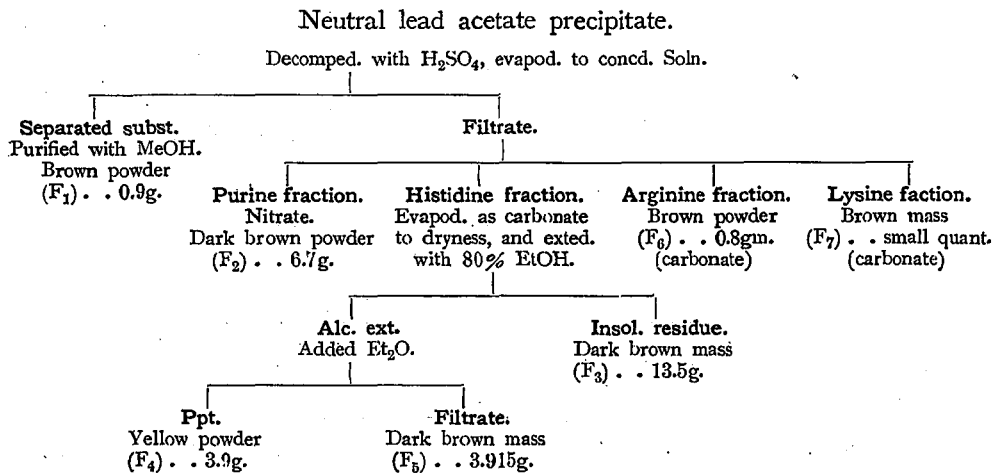 Neutral lead acetate precipitate.
Decomped. with H₂SO₄, evapod. to concd. Soln.
Separated subst.
Purified with MeOH.
Brown powder
(F₁) . . 0.9g.
Filtrate.
Purine fraction.
Nitrate.
Dark brown powder
(F₂) . . 6.7g.
Histidine fraction.
Evapod. as carbonate
to dryness, and exted.
with 80% EtOH.
Arginine fraction.
Brown powder
(F₆) . . 0.8gm.
(carbonate)
Lysine faction.
Brown mass
(F₇) . . small quant.
(carbonate)
Alc. ext.
Added Et₂O.
Insol. residue.
Dark brown mass
(F₃) . . 13.5g.
Ppt.
Yellow powder
(F₄) . . 3.9g.
Filtrate.
Dark brown mass
(F₅) . . 3.915g.